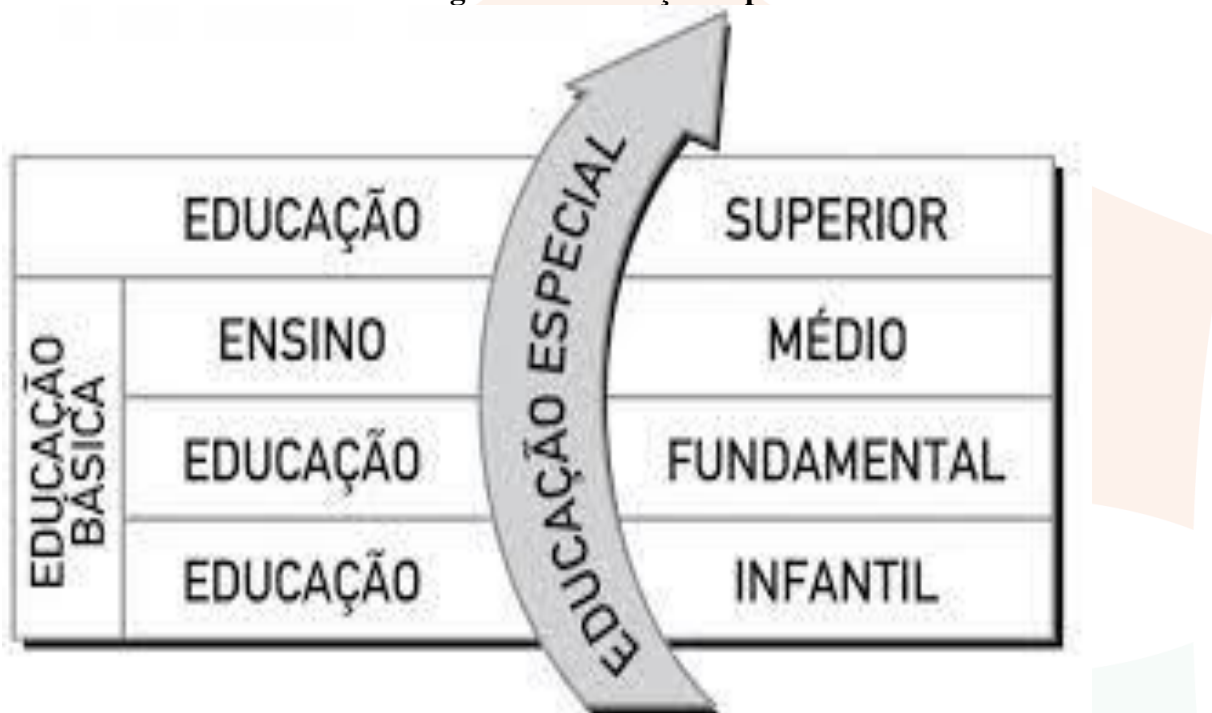 EDUCAÇÃO SUPERIOR
EDUCAÇÃO BÁSICA
ENSINO MÉDIO
EDUCAÇÃO FUNDAMENTAL
EDUCAÇÃO INFANTIL
EDUCAÇÃO ESPECIAL